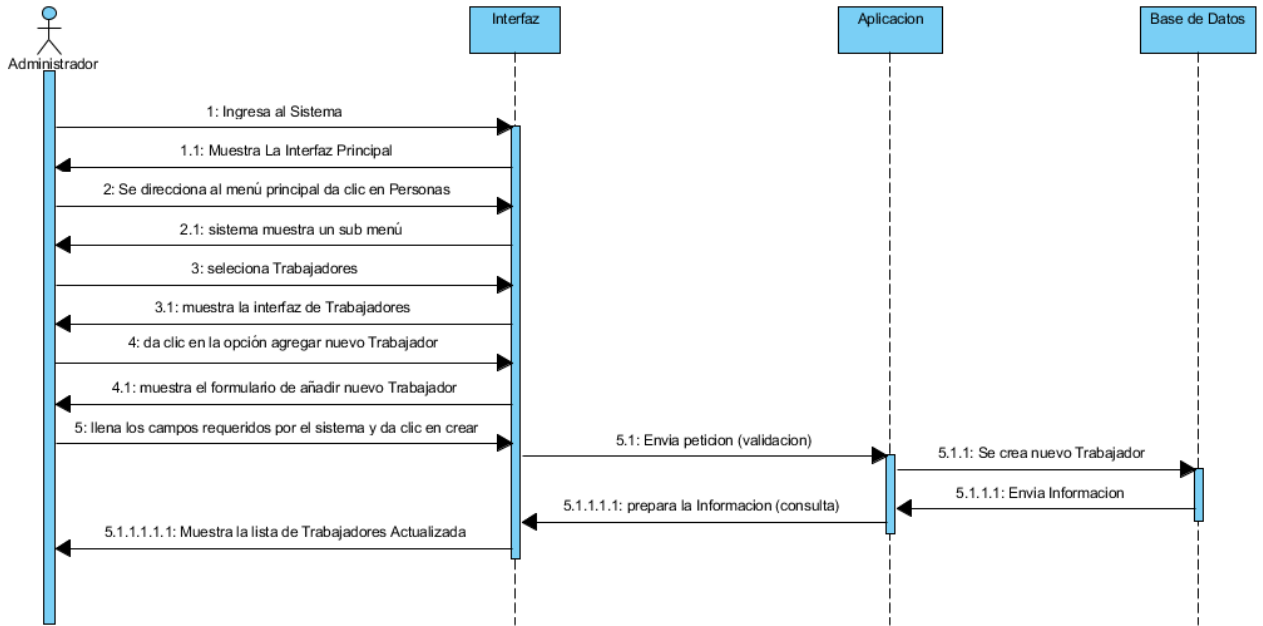 Interfaz
Aplicacion
Base de Datos
Administrador
1: Ingresa al Sistema
1.1: Muestra La Interfaz Principal
2: Se direcciona al menú principal da clic en Personas
2.1: sistema muestra un sub menú
3: seleciona Trabajadores
3.1: muestra la interfaz de Trabajadores
4: da clic en la opción agregar nuevo Trabajador
4.1: muestra el formulario de añadir nuevo Trabajador
5: llena los campos requeridos por el sistema y da clic en crear
5.1: Envia peticion (validacion)
5.1.1: Se crea nuevo Trabajador
5.1.1.1: Envia Informacion
5.1.1.1.1: prepara la Informacion (consulta)
5.1.1.1.1.1: Muestra la lista de Trabajadores Actualizada